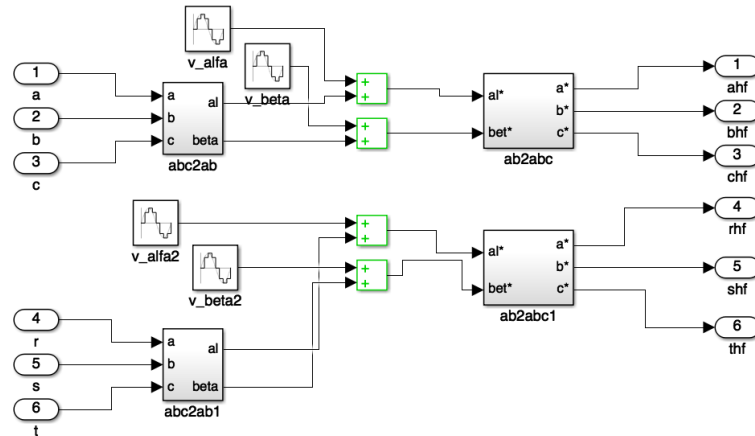 v_alfa
v_beta
1
a
2
b
3
c
a
b
c
al
beta
abc2ab
+
+
+
+
al*
bet*
a*
b*
c*
ab2abc
1
ahf
2
bhf
3
chf
v_alfa2
v_beta2
4
r
5
s
6
t
a
b
c
al
beta
abc2ab1
+
+
+
+
al*
bet*
a*
b*
c*
ab2abc1
4
rhf
5
shf
6
thf